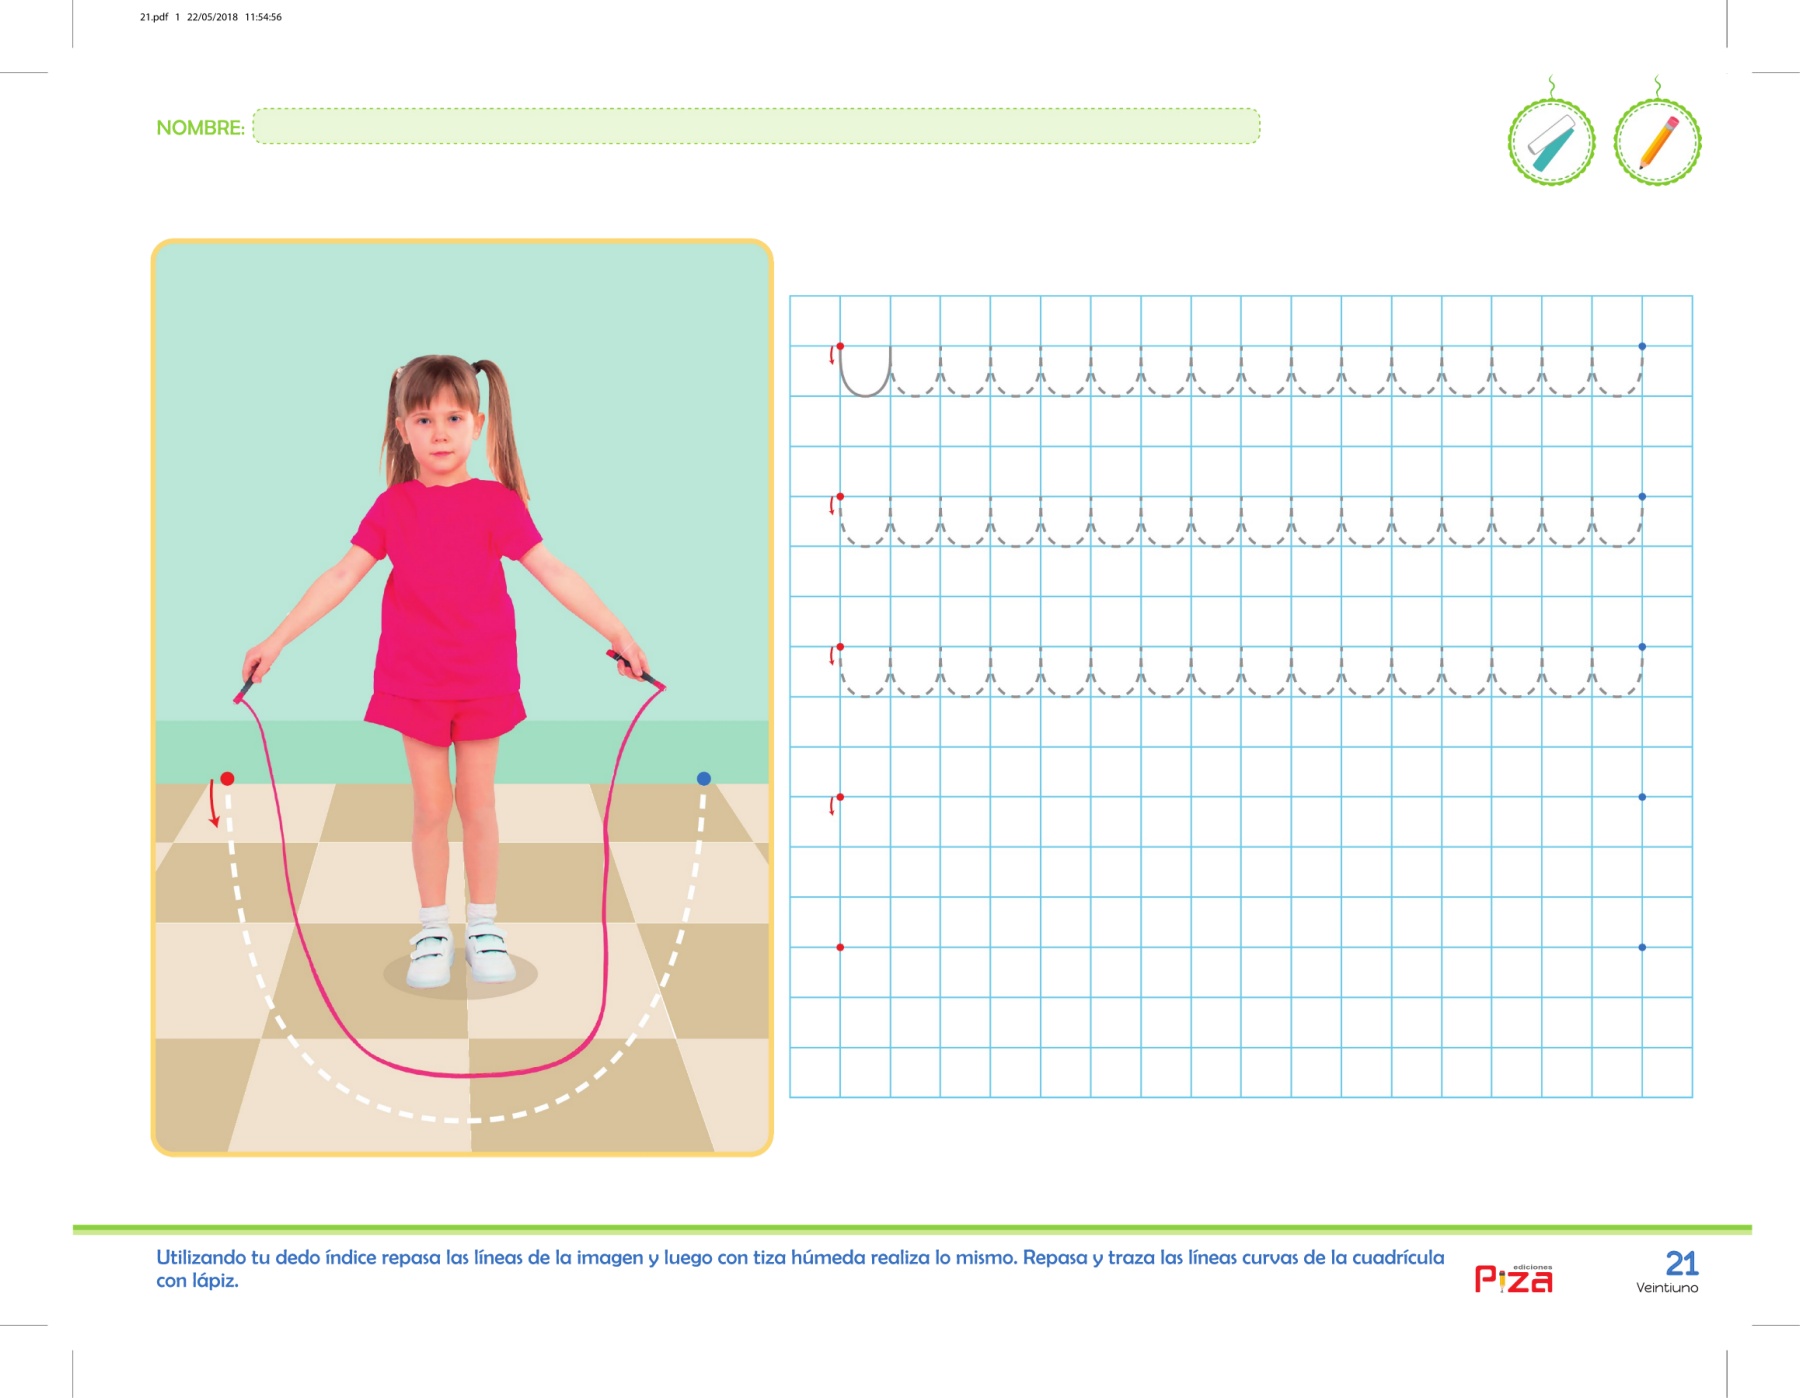 21.pdf 1 22/05/2018 11:54:56
NOMBRE:
Utilizando tu dedo índice repasa las líneas de la imagen y luego con tiza húmeda realiza lo mismo. Repasa y traza las líneas curvas de la cuadrícula
con lápiz.
ediciones
Piza
21
Veintiuno